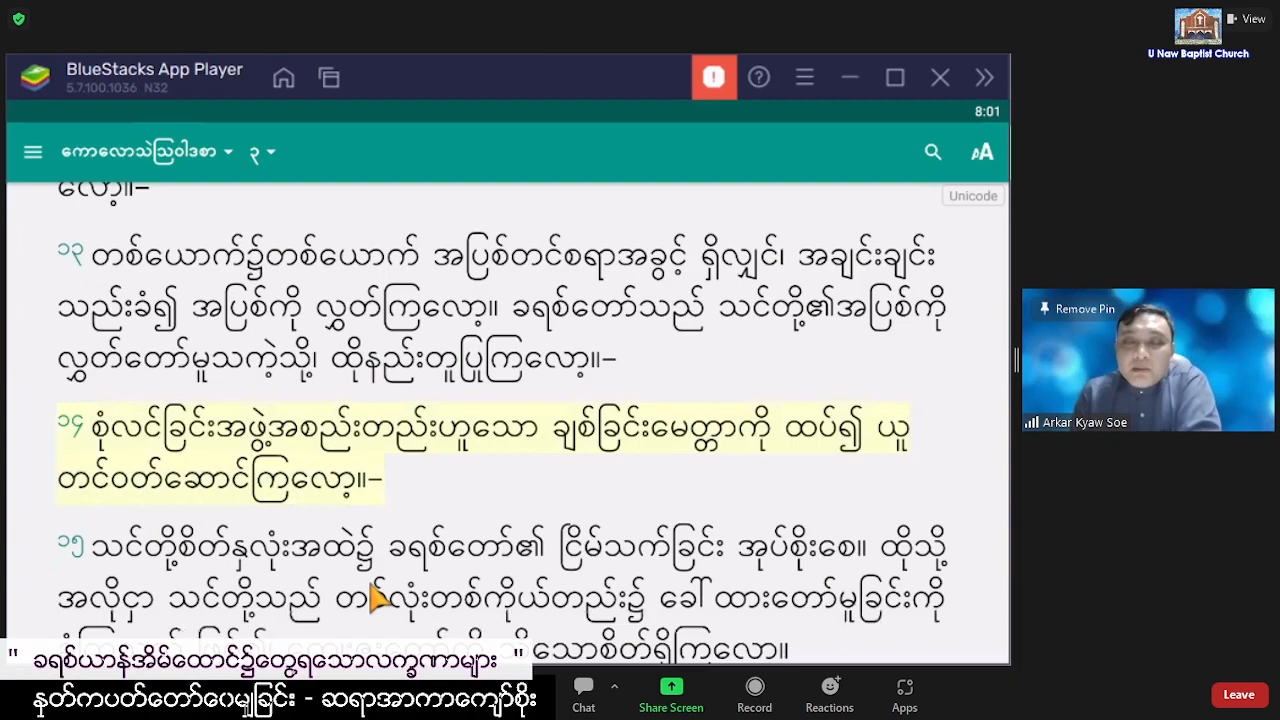 View
U Naw Baptist Church
BlueStacks App Player
5.7.100.1036 N32
8:01
ကောလောသဲဩဝါဒစာ ၃
AA
လော့။–
Unicode
၁၃ တစ်ယောက်၌တစ်ယောက် အပြစ်တင်စရာအခွင့် ရှိလျှင်၊ အချင်းချင်း
သည်းခံ၍ အပြစ်ကို လွှတ်ကြလော့။ ခရစ်တော်သည် သင်တို့၏အပြစ်ကို
လွှတ်တော်မူသကဲ့သို့၊ ထိုနည်းတူပြုကြလော့။–
၁၄ စုံလင်ခြင်းအဖွဲ့အစည်းတည်းဟူသော ချစ်ခြင်းမေတ္တာကို ထပ်၍ ယူ
တင်ဝတ်ဆောင်ကြလော့။–
၁၅ သင်တို့စိတ်နှလုံးအထဲ၌ ခရစ်တော်၏ ငြိမ်သက်ခြင်း အုပ်စိုးစေ။ ထိုသို့
အလိုငှာ သင်တို့သည် တစ်လုံးတစ်ကိုယ်တည်း၌ ခေါ်ထားတော်မူခြင်းကို
သိသောစိတ်ရှိကြလော့။
Remove Pin
Arkar Kyaw Soe
" ခရစ်ယာန်အိမ်ထောင်၌တွေ့ရသောလက္ခဏာများ "
နှုတ်ကပတ်တော်ဝေမျှခြင်း - ဆရာအာကာကျော်စိုး
Chat
Share Screen
Record
Reactions
Apps
Leave